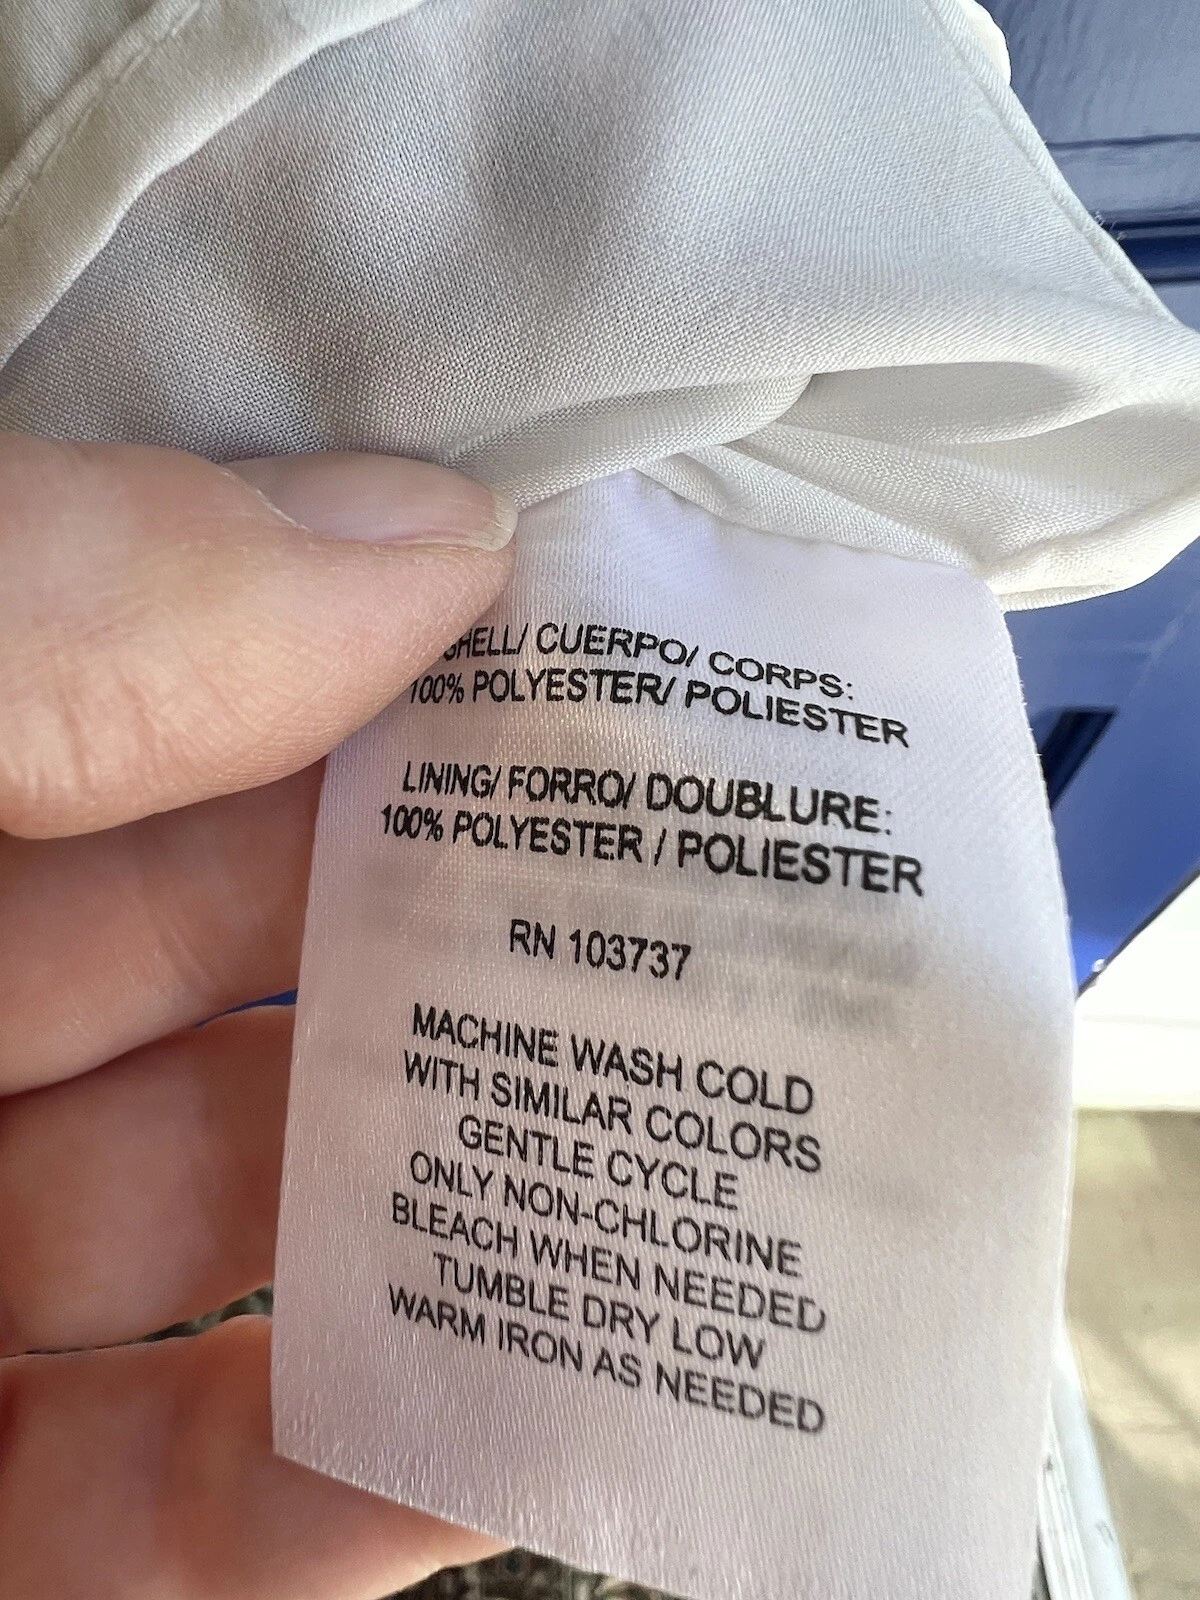 SHELL/ CUERPO/ CORPS:
100% POLYESTER/ POLIESTER
LINING/ FORRO/ DOUBLURE:
100% POLYESTER / POLIESTER
RN 103737
MACHINE WASH COLD
WITH SIMILAR COLORS
GENTLE CYCLE
ONLY NON-CHLORINE
BLEACH WHEN NEEDED
TUMBLE DRY LOW
WARM IRON AS NEEDED